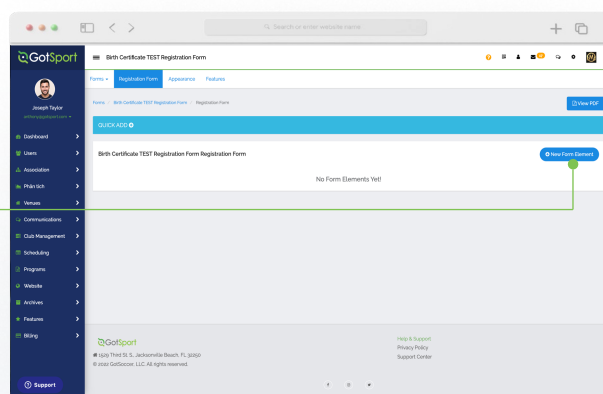 Search or enter website name
GotSport
Birth Certificate TEST Registration Form
Forms
Registration Form
Appearance
Features
Joseph Taylor
Forms / Birth Certificate TEST Registration Form / Registration Form
View PDF
QUICK ADD
Dashboard
Users
Association
Phân tích
Venues
Communications
Club Management
Scheduling
Programs
Website
Archives
Features
Billing
Support
Birth Certificate TEST Registration Form Registration Form
New Form Element
No Form Elements Yet!
GotSport
1529 Third St. S., Jacksonville Beach, FL 32250
© 2022 GotSoccer, LLC. All rights reserved.
Help & Support
Privacy Policy
Support Center